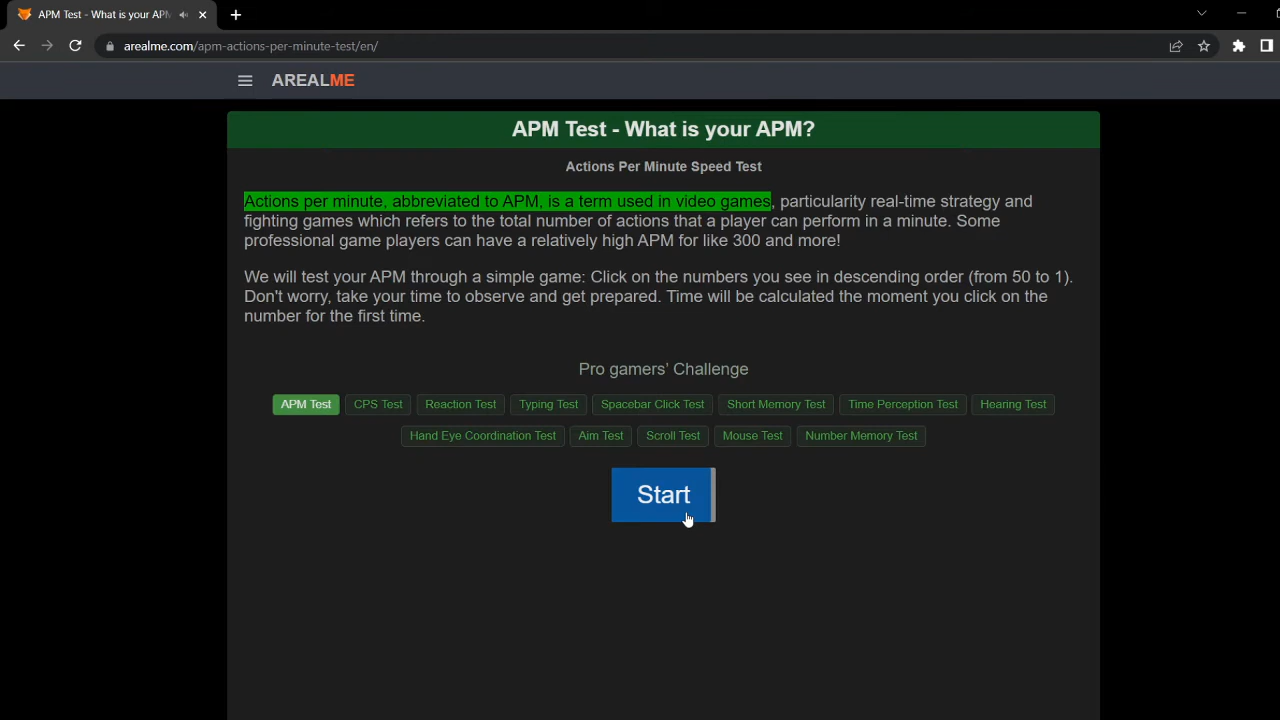 APM Test - What is your APM
arealme.com/apm-actions-per-minute-test/en/
AREALME
APM Test - What is your APM?
Actions Per Minute Speed Test
Actions per minute, abbreviated to APM, is a term used in video games, particularity real-time strategy and
fighting games which refers to the total number of actions that a player can perform in a minute. Some
professional game players can have a relatively high APM for like 300 and more!
We will test your APM through a simple game: Click on the numbers you see in descending order (from 50 to 1).
Don't worry, take your time to observe and get prepared. Time will be calculated the moment you click on the
number for the first time.
Pro gamers' Challenge
APM Test CPS Test Reaction Test Typing Test Spacebar Click Test Short Memory Test Time Perception Test Hearing Test
Hand Eye Coordination Test Aim Test Scroll Test Mouse Test Number Memory Test
Start